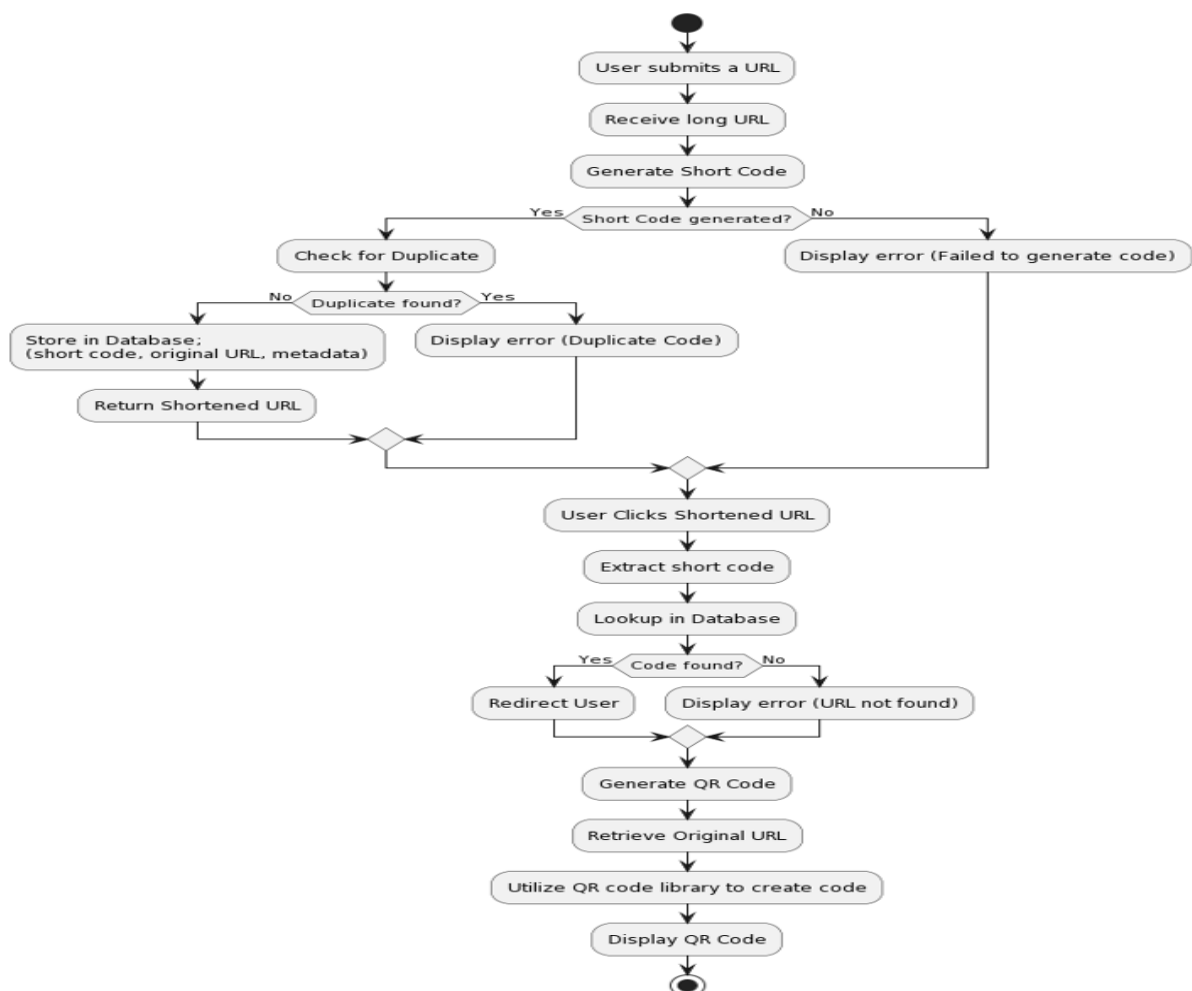 User submits a URL
Receive long URL
Generate Short Code
Yes
Short Code generated?
No
Check for Duplicate
Display error (Failed to generate code)
No
Duplicate found?
Yes
Store in Database;
(short code, original URL, metadata)
Display error (Duplicate Code)
Return Shortened URL
User Clicks Shortened URL
Extract short code
Lookup in Database
Yes
Code found?
No
Redirect User
Display error (URL not found)
Generate QR Code
Retrieve Original URL
Utilize QR code library to create code
Display QR Code